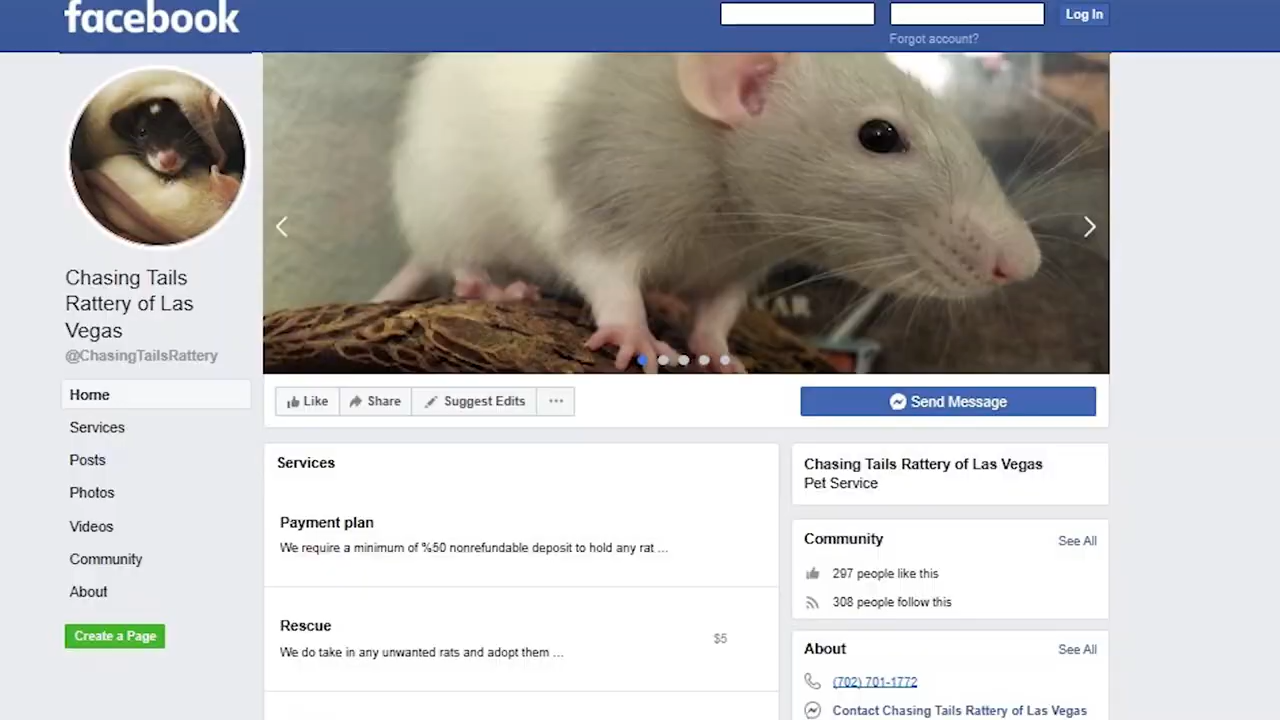 facebook
Log In
Forgot account?
Chasing Tails
Rattery of Las
Vegas
@ChasingTailsRattery
Home
Services
Posts
Photos
Videos
Community
About
Create a Page
Like
Share
Suggest Edits
Send Message
Services
Payment plan
We require a minimum of %50 nonrefundable deposit to hold any rat ...
Rescue
$5
We do take in any unwanted rats and adopt them ...
Chasing Tails Rattery of Las Vegas
Pet Service
Community
See All
297 people like this
308 people follow this
About
See All
(702) 701-1772
Contact Chasing Tails Rattery of Las Vegas